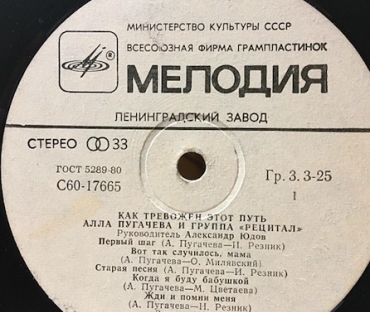 МИНИСТЕРСТВО КУЛЬТУРЫ СССР
ВСЕСОЮЗНАЯ ФИРМА ГРАМПЛАСТИНОК
МЕЛОДИЯ
ЛЕНИНГРАДСКИЙ ЗАВОД
СТЕРЕО 33
ГОСТ 5289-80
С60-17665
Гр. 3. 3-25
1
КАК ТРЕВОЖЕН ЭТОТ ПУТЬ
АЛЛА ПУГАЧЕВА И ГРУППА «РЕЦИТАЛ»
Руководитель Александр Юдов
Первый шаг (А. Пугачева—И. Резник)
Вот так случилось, мама
(А. Пугачева—О. Милявский)
Старая песня (А. Пугачева—И. Резник)
Когда я буду бабушкой
(А. Пугачева—М. Цветаева)
Жди и помни меня
(А. Пугачева—И. Резник)